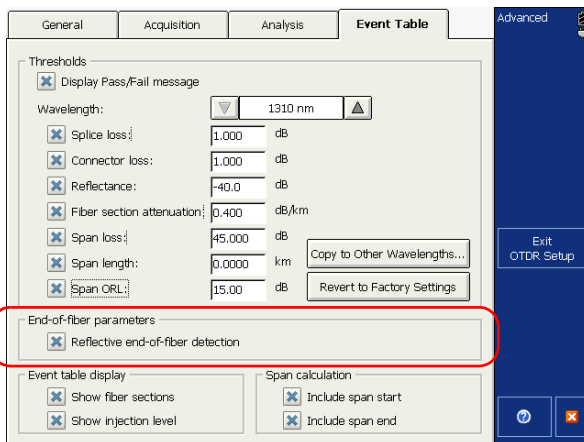 General Acquisition Analysis Event Table Advanced
Thresholds
Display Pass/Fail message
Wavelength: 1310 nm
Splice loss: 1.000 dB
Connector loss: 1.000 dB
Reflectance: -40.0 dB
Fiber section attenuation: 0.400 dB/km
Span loss: 45.000 dB
Copy to Other Wavelengths...
Span length: 0.0000 km
Span ORL: 15.00 dB
Revert to Factory Settings
Exit
OTDR Setup
End-of-fiber parameters
Reflective end-of-fiber detection
Event table display
Show fiber sections
Show injection level
Span calculation
Include span start
Include span end